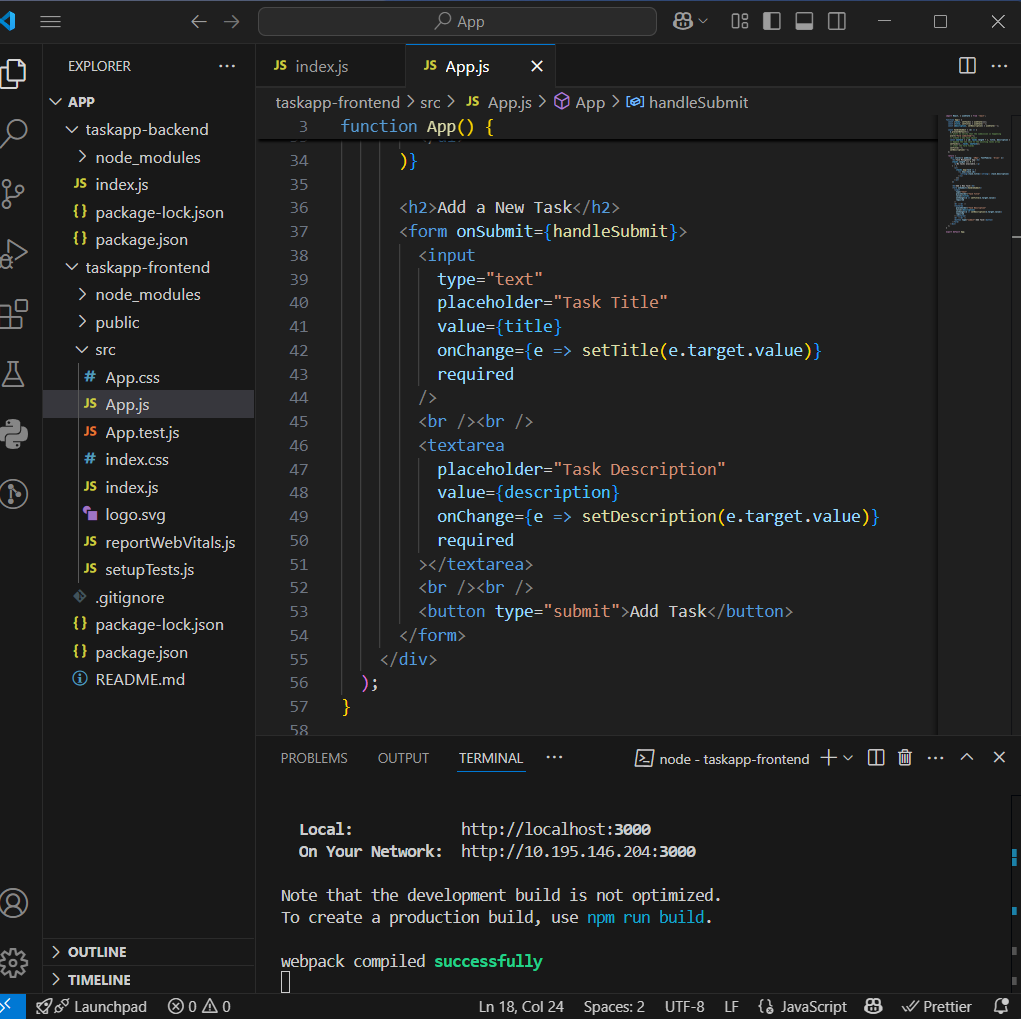 App
EXPLORER
APP
taskapp-backend
node_modules
JS index.js
{} package-lock.json
{} package.json
taskapp-frontend
node_modules
public
src
# App.css
JS App.js
JS App.test.js
# index.css
JS index.js
logo.svg
JS reportWebVitals.js
JS setupTests.js
.gitignore
{} package-lock.json
{} package.json
README.md
OUTLINE
TIMELINE
JS index.js
JS App.js
taskapp-frontend > src > JS App.js > App > handleSubmit
3 function App() {
34 )}
35
36 <h2>Add a New Task</h2>
37 <form onSubmit={handleSubmit}>
38 <input
39 type="text"
40 placeholder="Task Title"
41 value={title}
42 onChange={e => setTitle(e.target.value)}
43 required
44 />
45 <br /><br />
46 <textarea
47 placeholder="Task Description"
48 value={description}
49 onChange={e => setDescription(e.target.value)}
50 required
51 ></textarea>
52 <br /><br />
53 <button type="submit">Add Task</button>
54 </form>
55 </div>
56 );
57 }
58
PROBLEMS OUTPUT TERMINAL ··· node - taskapp-frontend
Local: http://localhost:3000
On Your Network: http://10.195.146.204:3000
Note that the development build is not optimized.
To create a production build, use npm run build.
webpack compiled successfully
Launchpad 0 0 Ln 18, Col 24 Spaces: 2 UTF-8 LF {} JavaScript Prettier